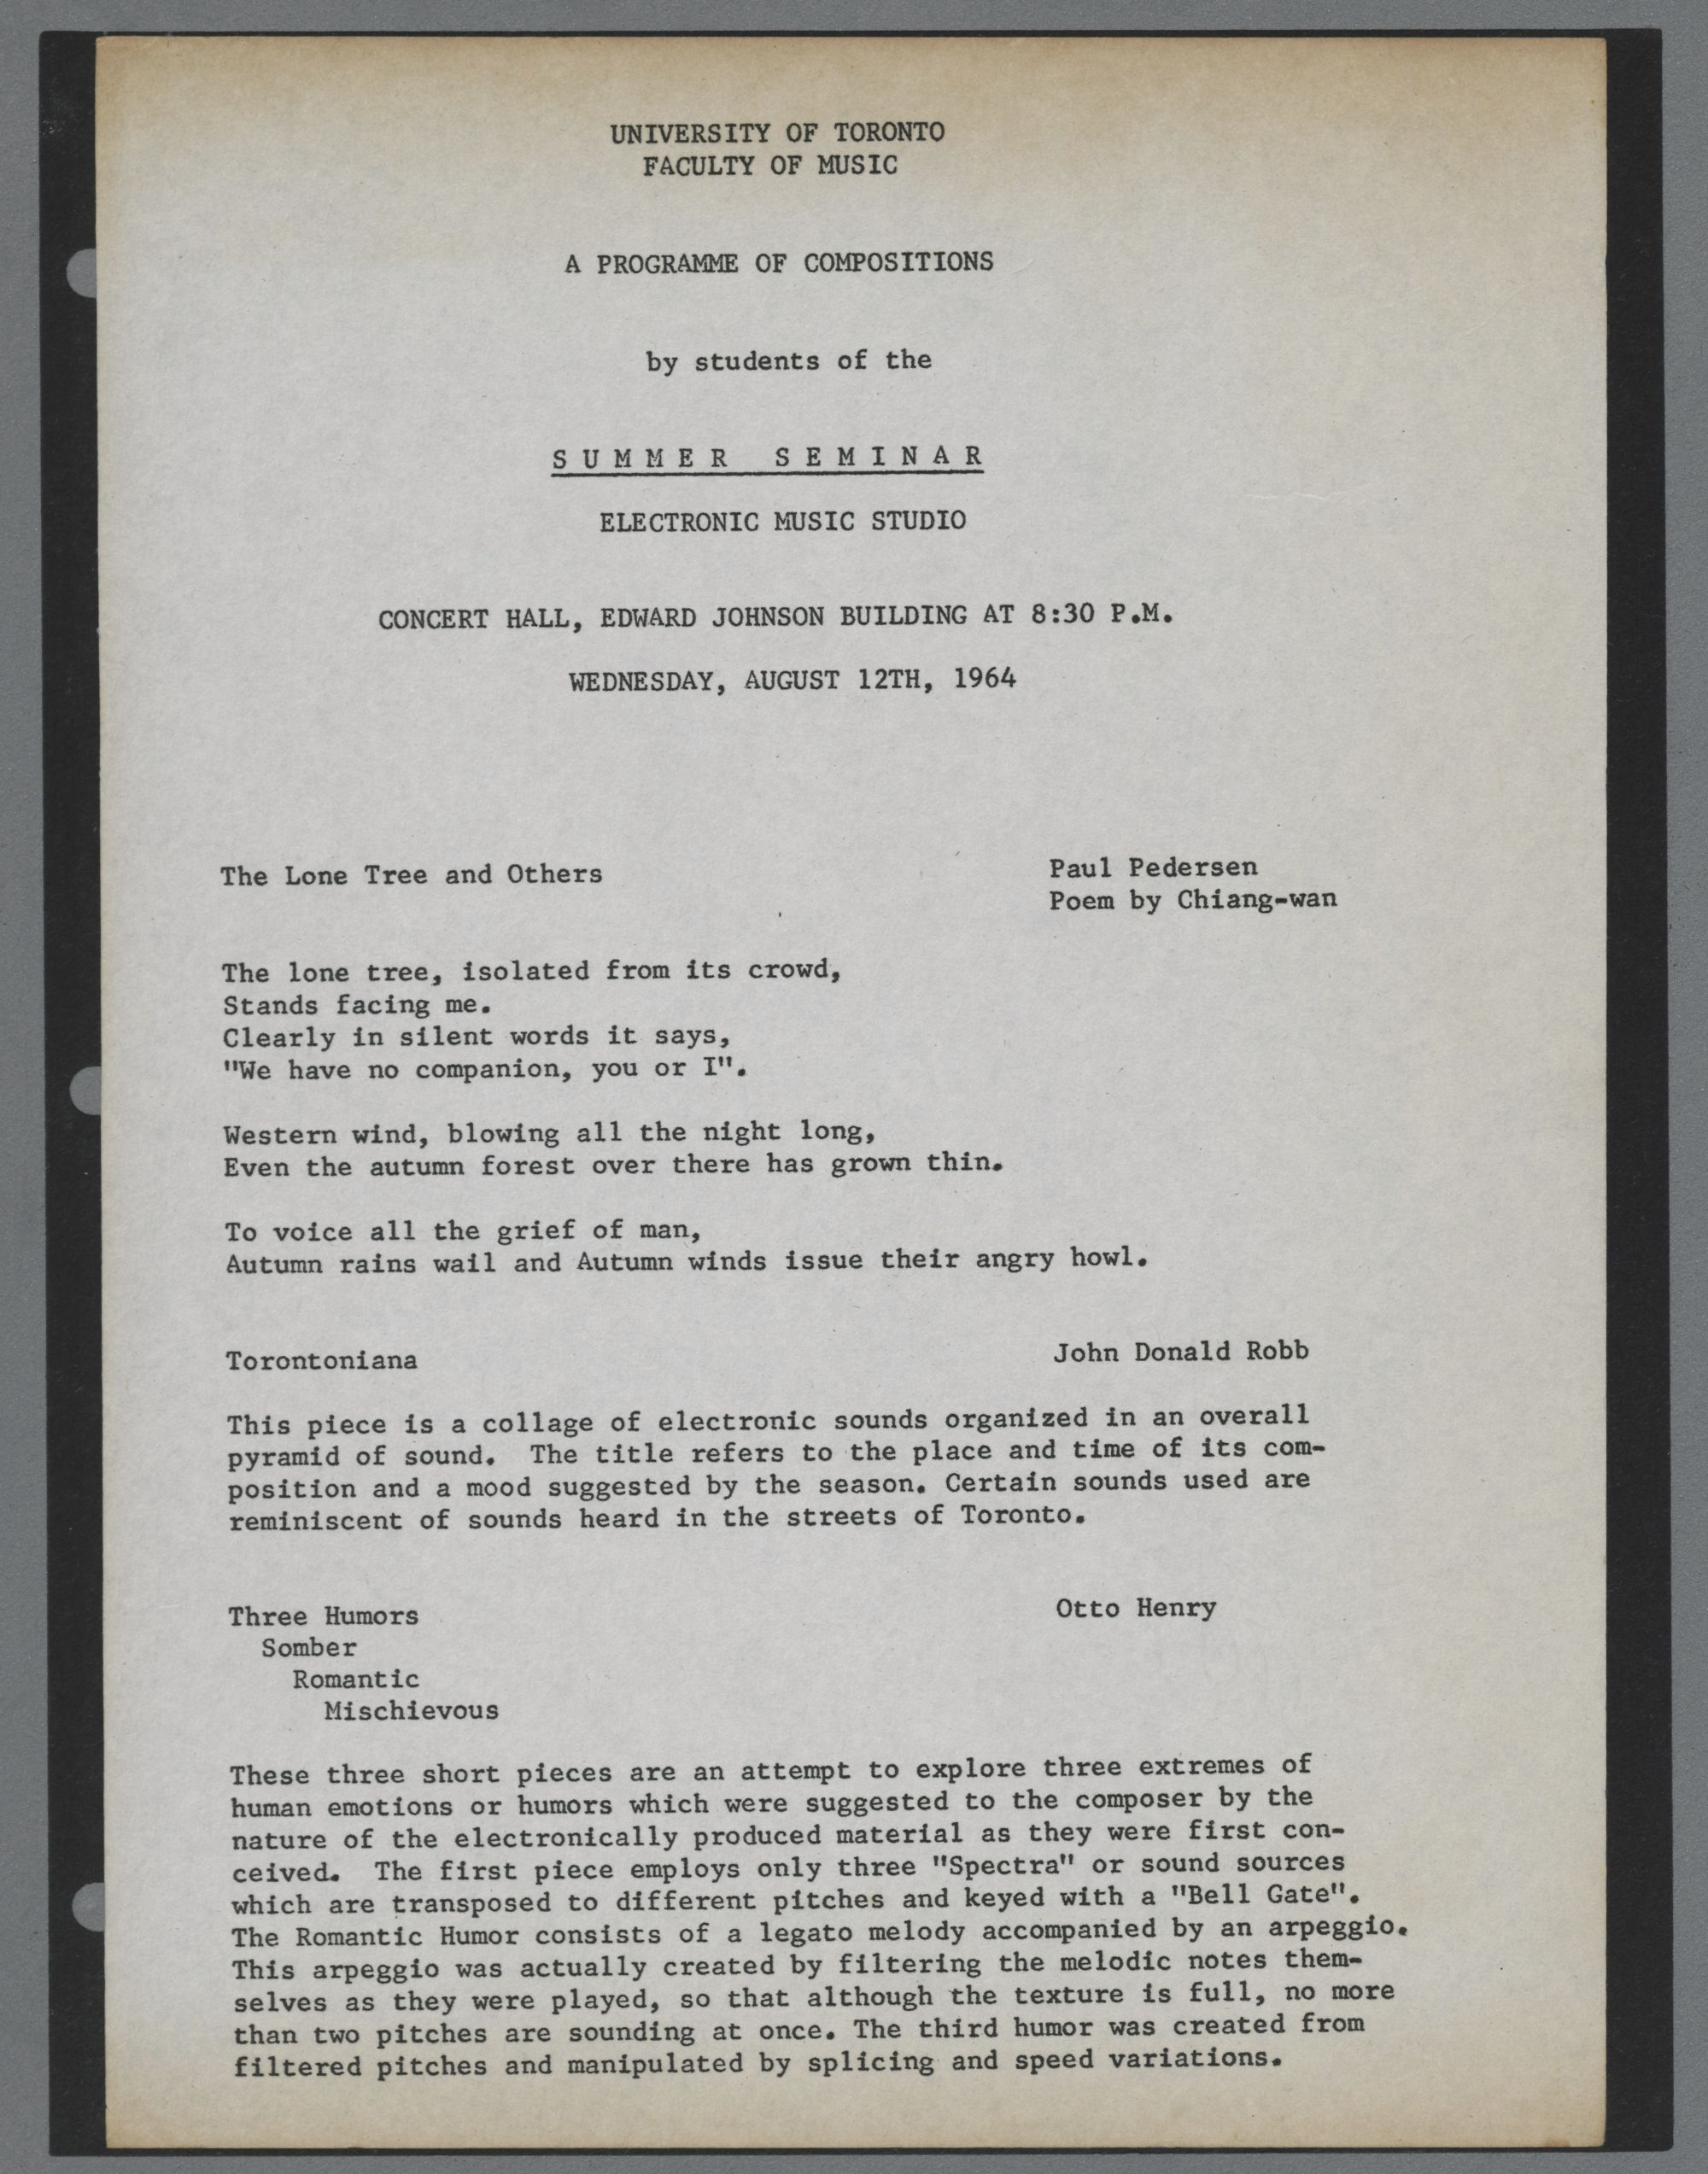 UNIVERSITY OF TORONTO
FACULTY OF MUSIC
A PROGRAMME OF COMPOSITIONS
by students of the
S U M M E R   S E M I N A R
ELECTRONIC MUSIC STUDIO
CONCERT HALL, EDWARD JOHNSON BUILDING AT 8:30 P.M.
WEDNESDAY, AUGUST 12TH, 1964
The Lone Tree and Others
Paul Pedersen
Poem by Chiang-wan
The lone tree, isolated from its crowd,
Stands facing me.
Clearly in silent words it says,
"We have no companion, you or I".
Western wind, blowing all the night long,
Even the autumn forest over there has grown thin.
To voice all the grief of man,
Autumn rains wail and Autumn winds issue their angry howl.
Torontoniana
John Donald Robb
This piece is a collage of electronic sounds organized in an overall
pyramid of sound.  The title refers to the place and time of its com-
position and a mood suggested by the season. Certain sounds used are
reminiscent of sounds heard in the streets of Toronto.
Three Humors
Otto Henry
Somber
Romantic
Mischievous
These three short pieces are an attempt to explore three extremes of
human emotions or humors which were suggested to the composer by the
nature of the electronically produced material as they were first con-
ceived.  The first piece employs only three "Spectra" or sound sources
which are transposed to different pitches and keyed with a "Bell Gate".
The Romantic Humor consists of a legato melody accompanied by an arpeggio.
This arpeggio was actually created by filtering the melodic notes them-
selves as they were played, so that although the texture is full, no more
than two pitches are sounding at once. The third humor was created from
filtered pitches and manipulated by splicing and speed variations.